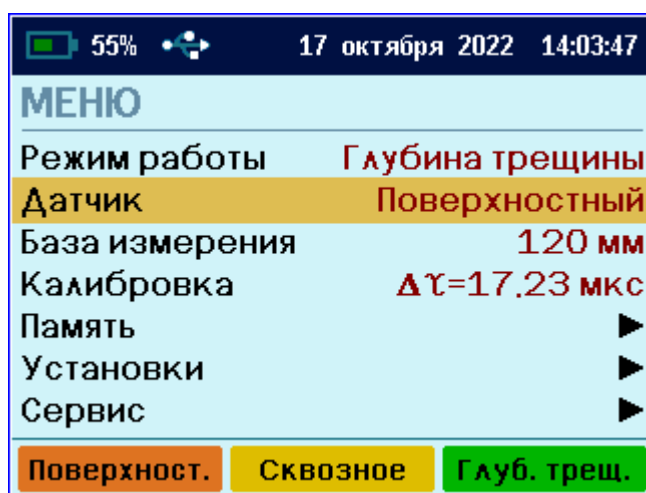 55% 17 октября 2022 14:03:47
МЕНЮ
Режим работы Глубина трещины
Датчик Поверхностный
База измерения 120 мм
Калибровка Δτ=17.23 мкс
Память
Установки
Сервис
Поверхност. Сквозное Глуб. трещ.